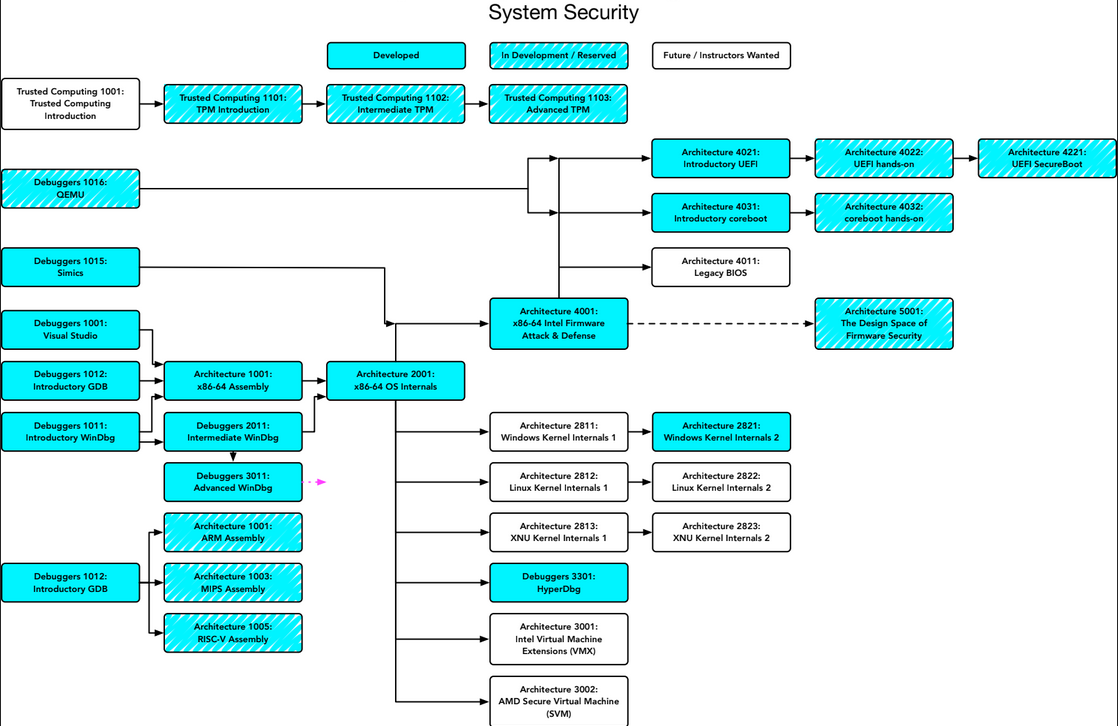 System Security
Developed
In Development / Reserved
Future / Instructors Wanted
Trusted Computing 1001:
Trusted Computing
Introduction
Trusted Computing 1101:
TPM Introduction
Trusted Computing 1102:
Intermediate TPM
Trusted Computing 1103:
Advanced TPM
Architecture 4021:
Introductory UEFI
Architecture 4022:
UEFI hands-on
Architecture 4221:
UEFI SecureBoot
Debuggers 1016:
QEMU
Architecture 4031:
Introductory coreboot
Architecture 4032:
coreboot hands-on
Debuggers 1015:
Simics
Architecture 4011:
Legacy BIOS
Debuggers 1001:
Visual Studio
Architecture 4001:
x86-64 Intel Firmware
Attack & Defense
Architecture 5001:
The Design Space of
Firmware Security
Debuggers 1012:
Introductory GDB
Architecture 1001:
x86-64 Assembly
Architecture 2001:
x86-64 OS Internals
Debuggers 1011:
Introductory WinDbg
Debuggers 2011:
Intermediate WinDbg
Architecture 2811:
Windows Kernel Internals 1
Architecture 2821:
Windows Kernel Internals 2
Debuggers 3011:
Advanced WinDbg
Architecture 2812:
Linux Kernel Internals 1
Architecture 2822:
Linux Kernel Internals 2
Architecture 1001:
ARM Assembly
Architecture 2813:
XNU Kernel Internals 1
Architecture 2823:
XNU Kernel Internals 2
Debuggers 1012:
Introductory GDB
Architecture 1003:
MIPS Assembly
Debuggers 3301:
HyperDbg
Architecture 1005:
RISC-V Assembly
Architecture 3001:
Intel Virtual Machine
Extensions (VMX)
Architecture 3002:
AMD Secure Virtual Machine
(SVM)